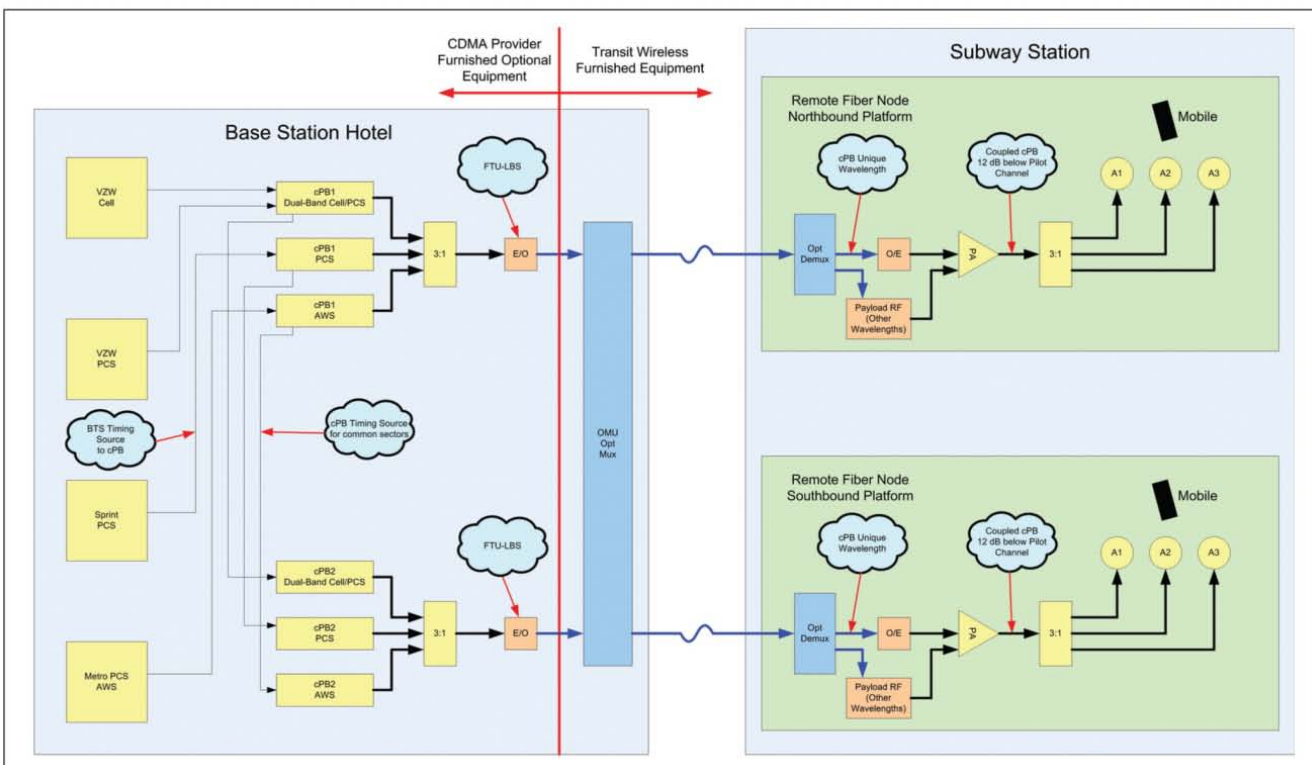 CDMA Provider
Furnished Optional
Equipment
Transit Wireless
Furnished Equipment
Base Station Hotel
VZW
Cell
VZW
PCS
BTS Timing
Source
to cPB
Sprint
PCS
Metro PCS
AWS
cPB1
Dual-Band Cell/PCS
cPB1
PCS
cPB1
AWS
3:1
FTU-LBS
E/O
cPB Timing Source
for common sectors
cPB2
Dual-Band Cell/PCS
cPB2
PCS
cPB2
AWS
3:1
FTU-LBS
E/O
OMU
Opt
Mux
Subway Station
Remote Fiber Node
Northbound Platform
cPB Unique
Wavelength
Coupled cPB
12 dB below Pilot
Channel
Mobile
A1
A2
A3
Opt
Demux
O/E
PA
3:1
Payload RF
(Other
Wavelengths)
Remote Fiber Node
Southbound Platform
cPB Unique
Wavelength
Coupled cPB
12 dB below Pilot
Channel
Mobile
A1
A2
A3
Opt
Demux
O/E
PA
3:1
Payload RF
(Other
Wavelengths)